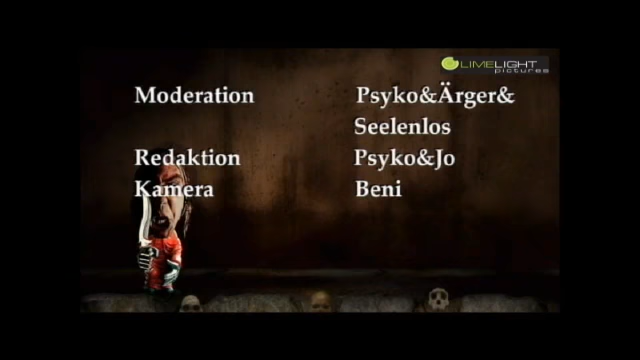 LIMELIGHT
pictures
Moderation Psyko&Ärger&
Seelenlos
Redaktion Psyko&Jo
Kamera Beni